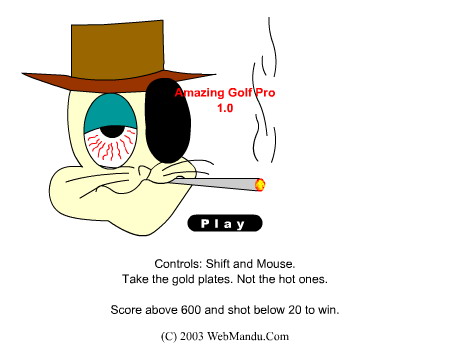 Amazing Golf Pro
1.0
Play
Controls: Shift and Mouse.
Take the gold plates. Not the hot ones.
Score above 600 and shot below 20 to win.
(C) 2003 WebMandu.Com